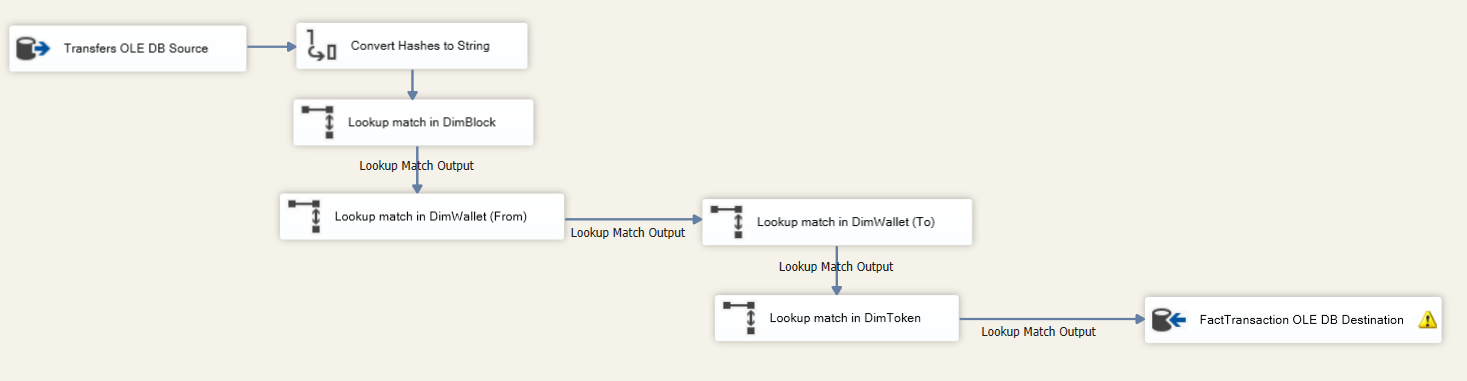 Transfers OLE DB Source
Convert Hashes to String
Lookup match in DimBlock
Lookup Match Output
Lookup match in DimWallet (From)
Lookup Match Output
Lookup match in DimWallet (To)
Lookup Match Output
Lookup match in DimToken
Lookup Match Output
FactTransaction OLE DB Destination